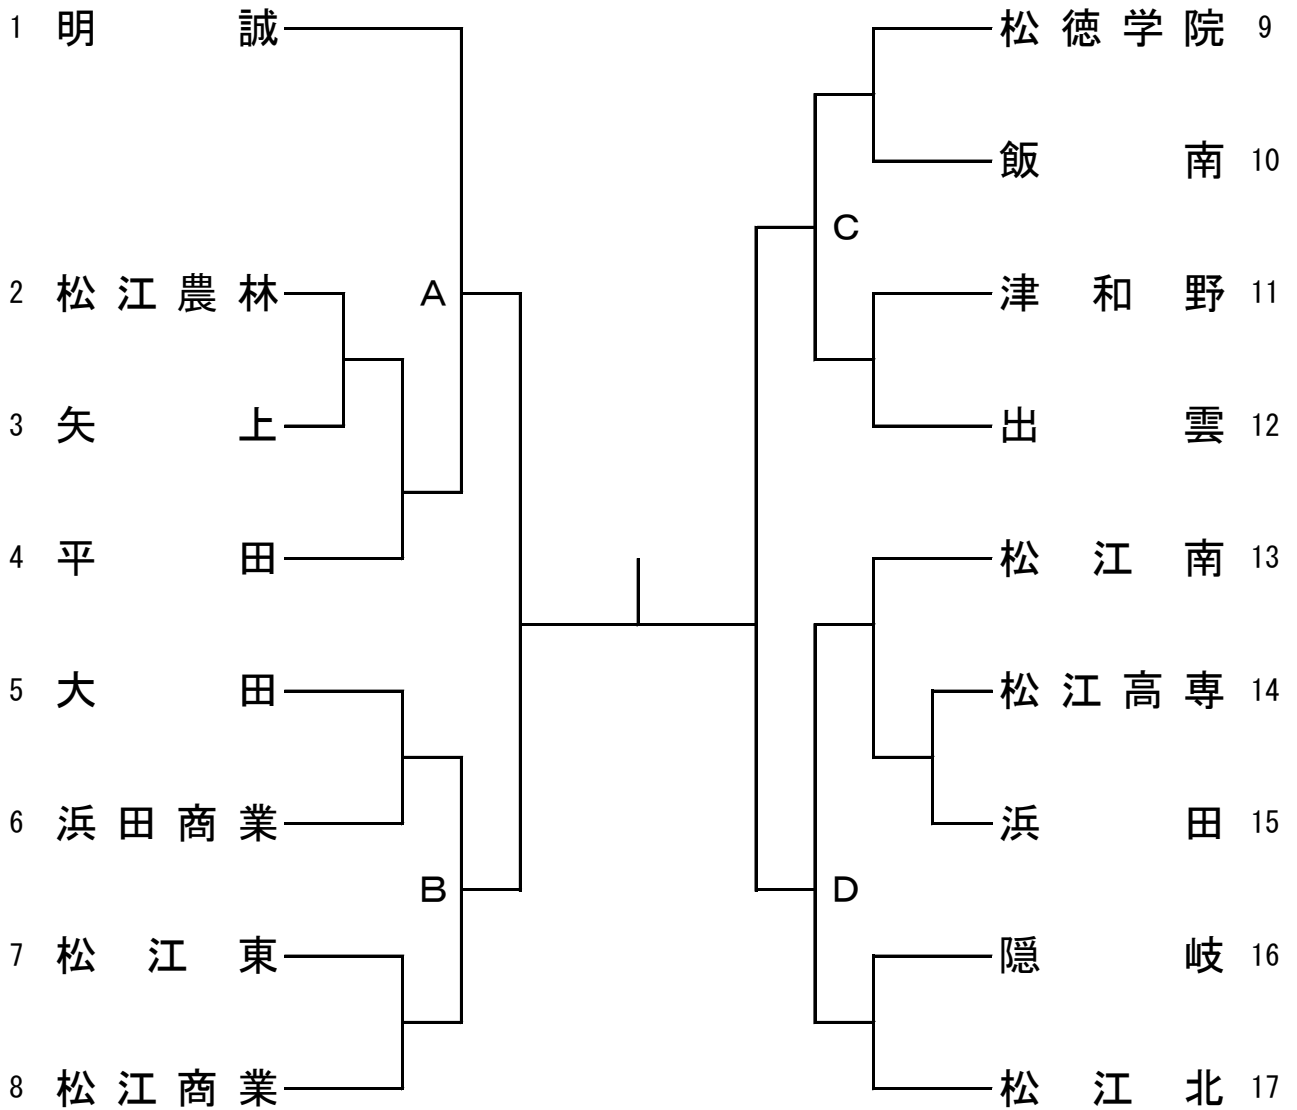 1 明誠
2 松江農林
A
3 矢上
4 平田
5 大田
6 浜田商業
B
7 松江東
8 松江商業
松徳学院 9
飯南 10
C
津和野 11
出雲 12
松江南 13
松江高専 14
浜田 15
D
隠岐 16
松江北 17